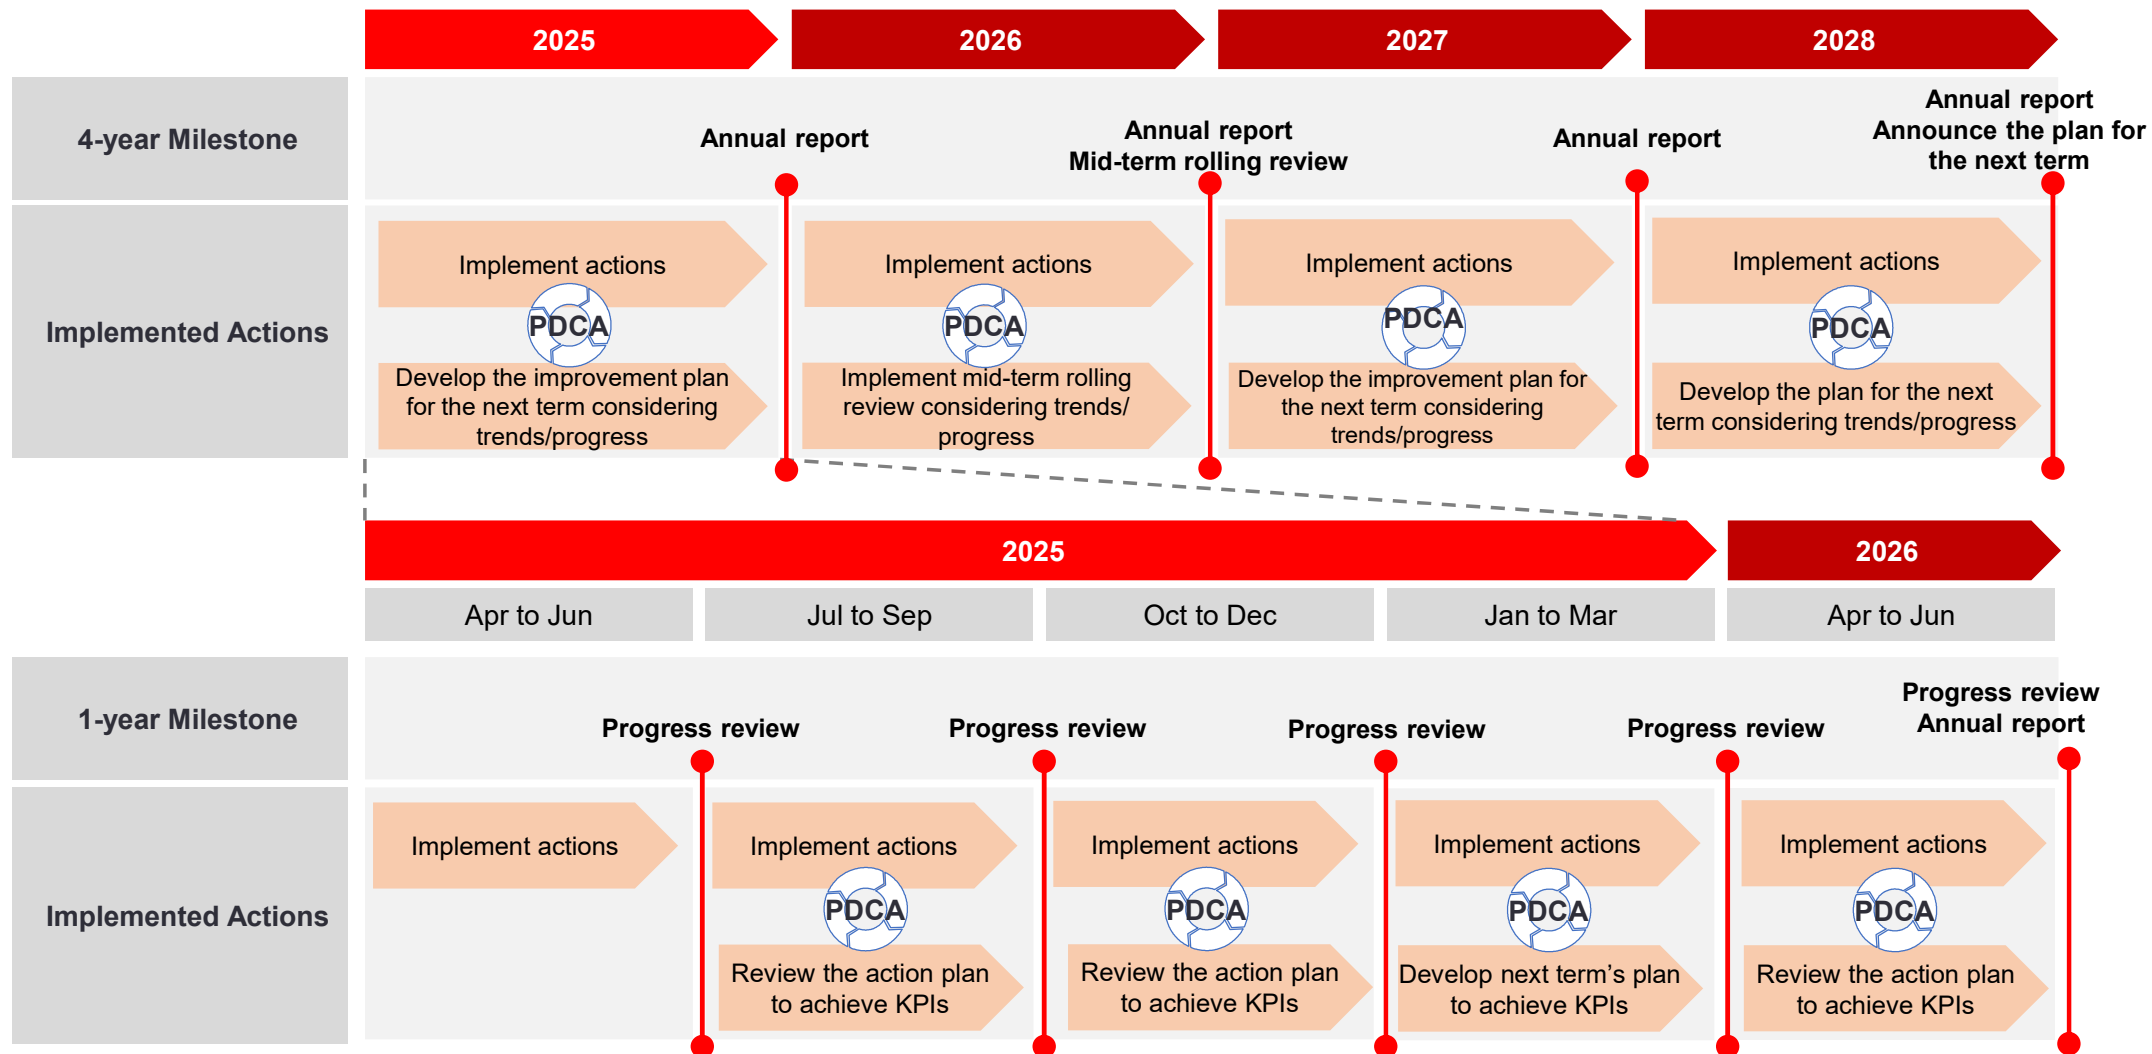 2025
2026
2027
2028
4-year Milestone
Annual report
Annual report
Mid-term rolling review
Annual report
Annual report
Announce the plan for
the next term
Implemented Actions
Implement actions
PDCA
Develop the improvement plan
for the next term considering
trends/progress
Implement actions
PDCA
Implement mid-term rolling
review considering trends/
progress
Implement actions
PDCA
Develop the improvement plan for
the next term considering
trends/progress
Implement actions
PDCA
Develop the plan for the next
term considering trends/progress
2025
2026
Apr to Jun
Jul to Sep
Oct to Dec
Jan to Mar
Apr to Jun
1-year Milestone
Progress review
Progress review
Progress review
Progress review
Progress review
Annual report
Implemented Actions
Implement actions
Implement actions
PDCA
Review the action plan
to achieve KPIs
Implement actions
PDCA
Review the action plan
to achieve KPIs
Implement actions
PDCA
Develop next term’s plan
to achieve KPIs
Implement actions
PDCA
Review the action plan
to achieve KPIs